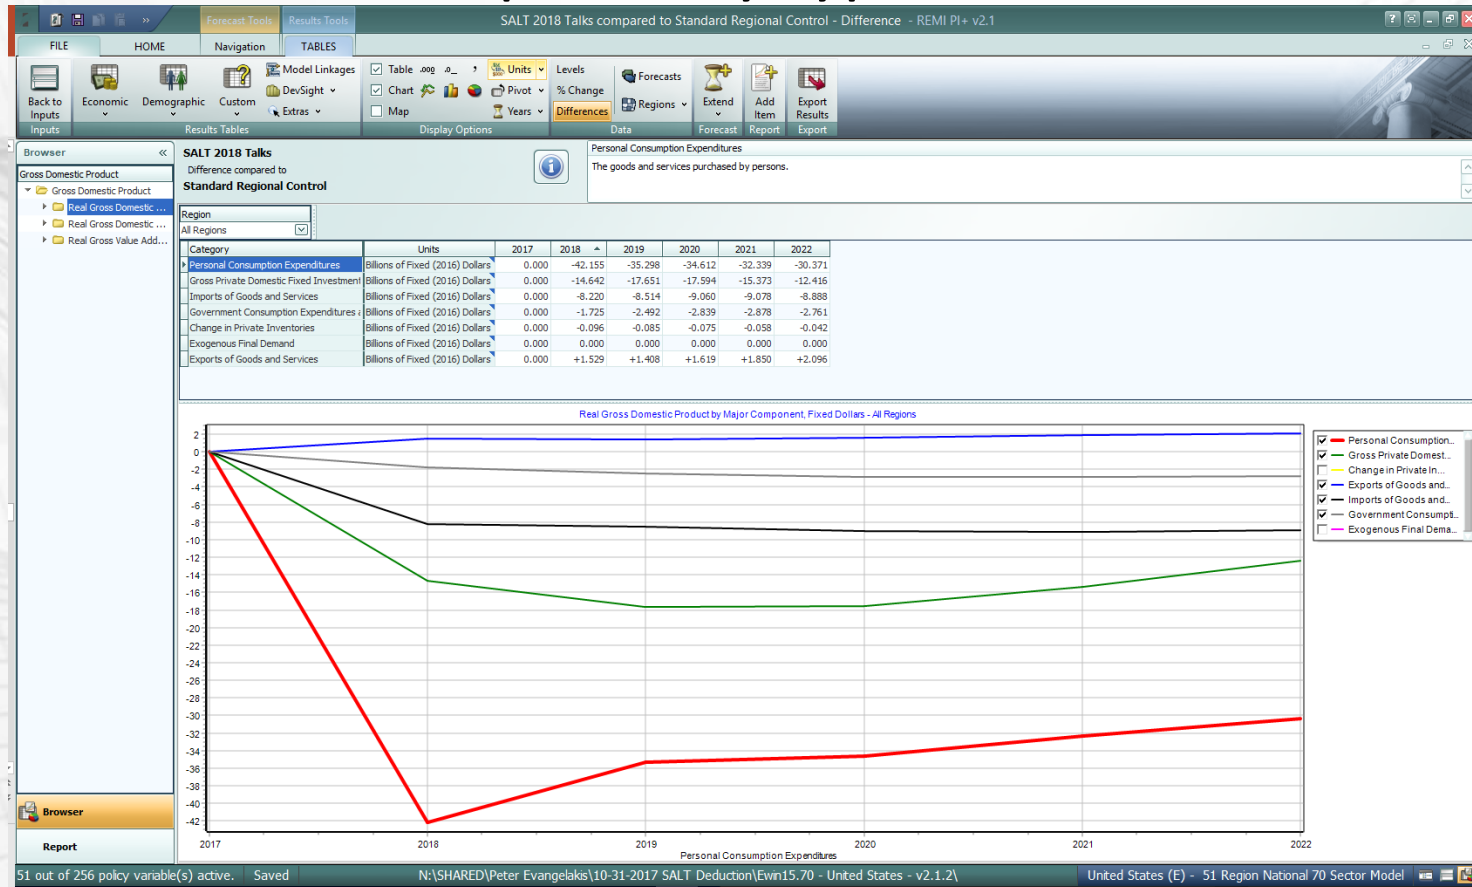 Forecast Tools Results Tools SALT 2018 Talks compared to Standard Regional Control - Difference - REMI PI+ v2.1
FILE HOME Navigation TABLES
Back to Inputs
Economic
Demographic
Custom
Model Linkages
DevSight
Extras
Table
Chart
Map
Units
Pivot
Years
Levels
% Change
Differences
Forecasts
Regions
Extend
Add Item
Export Results
Inputs Results Tables Display Options Data Forecast Report Export
Browser
Gross Domestic Product
Gross Domestic Product
Real Gross Domestic ...
Real Gross Domestic ...
Real Gross Value Add...
SALT 2018 Talks
Difference compared to
Standard Regional Control
Personal Consumption Expenditures
The goods and services purchased by persons.
Region
All Regions
Category Units 2017 2018 2019 2020 2021 2022
Personal Consumption Expenditures Billions of Fixed (2016) Dollars 0.000 -42.155 -35.298 -34.612 -32.339 -30.371
Gross Private Domestic Fixed Investment Billions of Fixed (2016) Dollars 0.000 -14.642 -17.651 -17.594 -15.373 -12.416
Imports of Goods and Services Billions of Fixed (2016) Dollars 0.000 -8.220 -8.514 -9.060 -9.078 -8.888
Government Consumption Expenditures Billions of Fixed (2016) Dollars 0.000 -1.725 -2.492 -2.839 -2.878 -2.761
Change in Private Inventories Billions of Fixed (2016) Dollars 0.000 -0.096 -0.085 -0.075 -0.058 -0.042
Exogenous Final Demand Billions of Fixed (2016) Dollars 0.000 0.000 0.000 0.000 0.000 0.000
Exports of Goods and Services Billions of Fixed (2016) Dollars 0.000 +1.529 +1.408 +1.619 +1.850 +2.096
Real Gross Domestic Product by Major Component, Fixed Dollars - All Regions
2
0
-2
-4
-6
-8
-10
-12
-14
-16
-18
-20
-22
-24
-26
-28
-30
-32
-34
-36
-38
-40
-42
2017 2018 2019 2020 2021 2022
Personal Consumption Expenditures
Personal Consumption...
Gross Private Domest...
Change in Private In...
Exports of Goods and...
Imports of Goods and...
Government Consumpti...
Exogenous Final Dema...
Browser
Report
51 out of 256 policy variable(s) active. Saved N:\SHARED\Peter Evangelakis\10-31-2017 SALT Deduction\Ewin15.70 - United States - v2.1.2\ United States (E) - 51 Region National 70 Sector Model